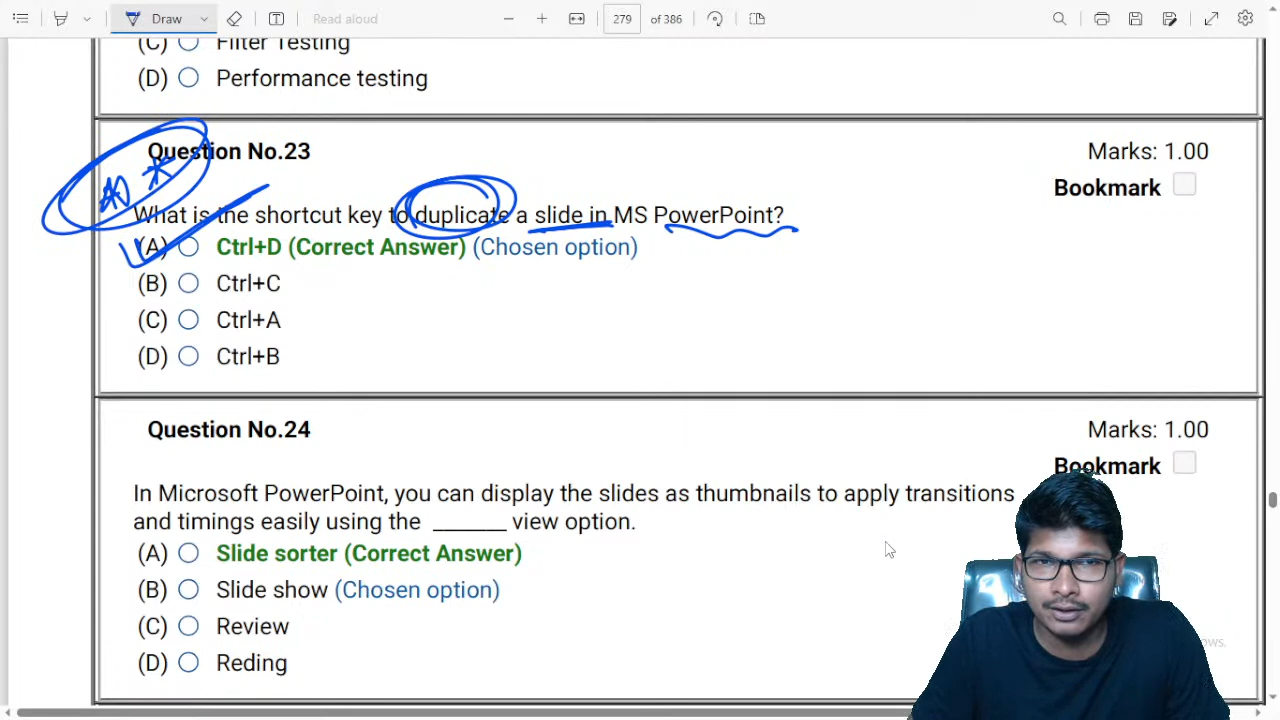 Draw
Read aloud
279 of 386
(C) Filter Testing
(D) Performance testing
Question No.23
Marks: 1.00
Bookmark
What is the shortcut key to duplicate a slide in MS PowerPoint?
(A) Ctrl+D (Correct Answer) (Chosen option)
(B) Ctrl+C
(C) Ctrl+A
(D) Ctrl+B
Question No.24
Marks: 1.00
Bookmark
In Microsoft PowerPoint, you can display the slides as thumbnails to apply transitions
and timings easily using the _______ view option.
(A) Slide sorter (Correct Answer)
(B) Slide show (Chosen option)
(C) Review
(D) Reding